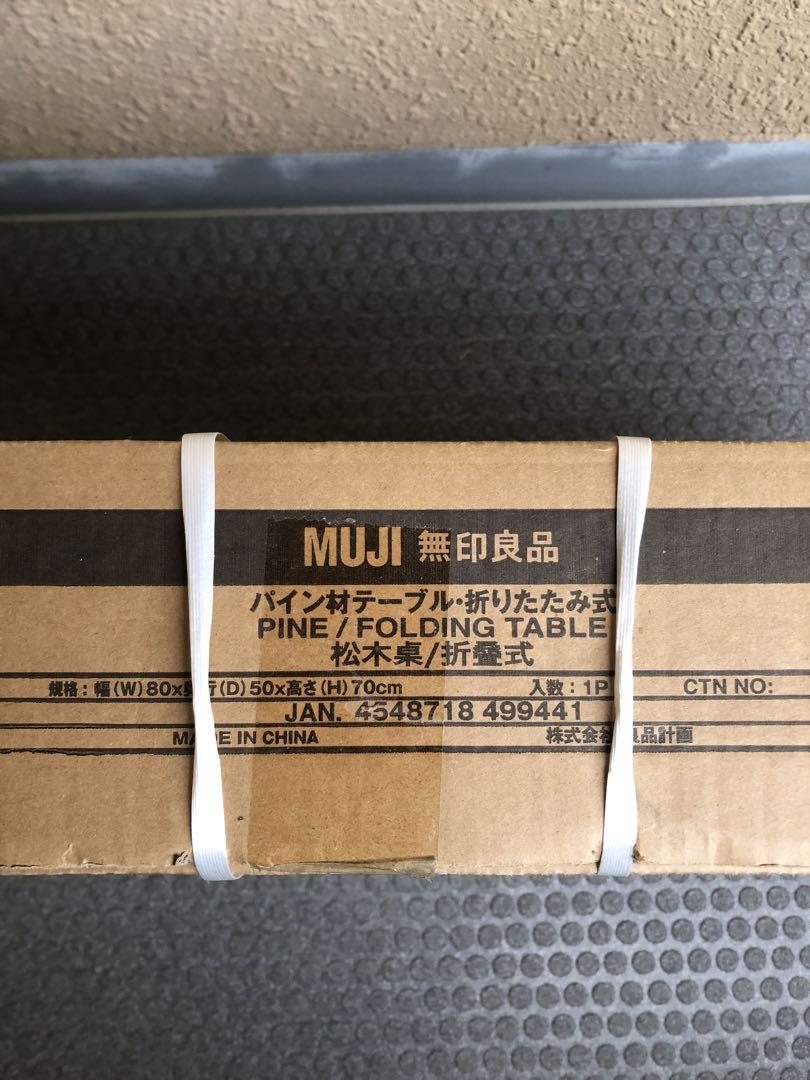 MUJI 無印良品
パイン材テーブル・折りたたみ式
PINE / FOLDING TABLE
松木桌/折疊式
規格：幅(W)80x奥行(D)50x高さ(H)70cm 入数：1P CTN NO:
JAN. 4548718 499441
MADE IN CHINA 株式会社良品計画